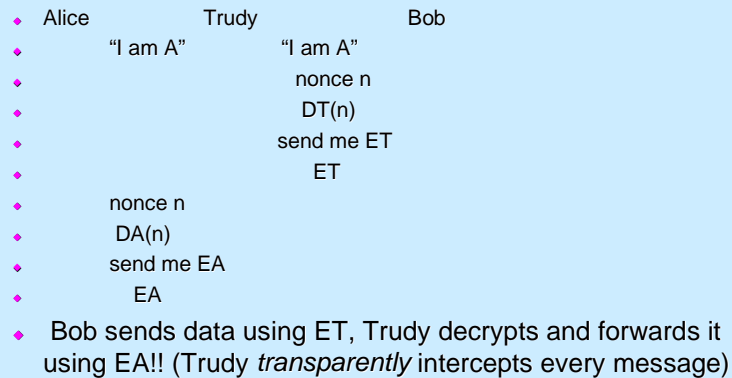 Alice Trudy Bob
“I am A” “I am A”
nonce n
DT(n)
send me ET
ET
nonce n
DA(n)
send me EA
EA
Bob sends data using ET, Trudy decrypts and forwards it
using EA!! (Trudy transparently intercepts every message)